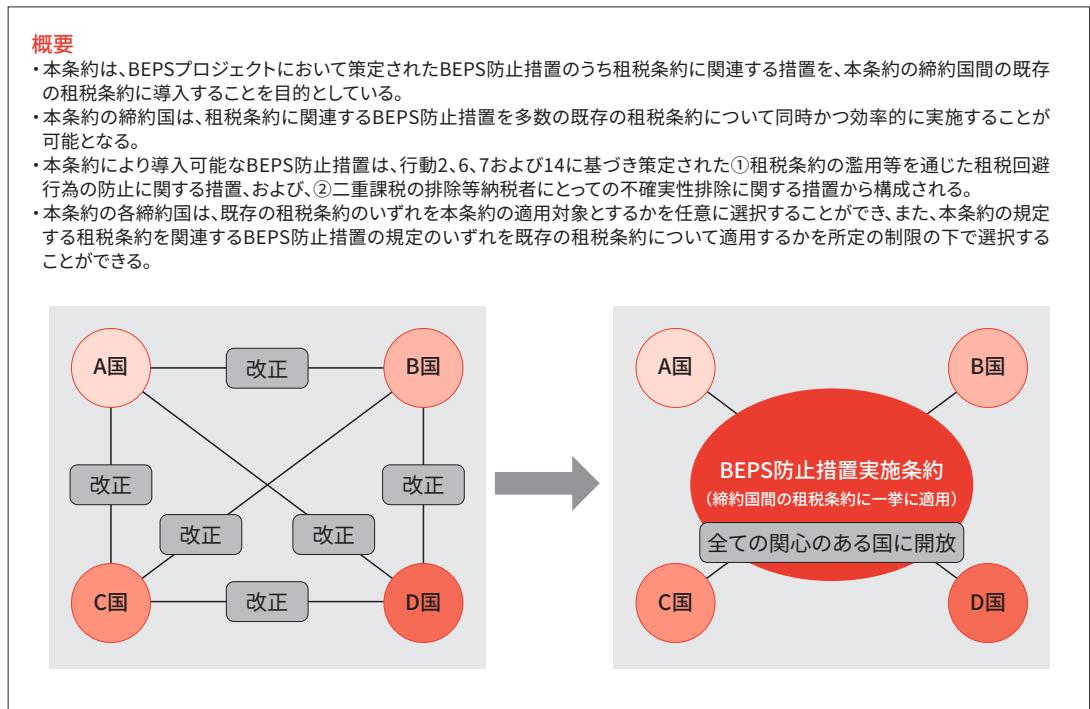 概要
・本条約は、BEPSプロジェクトにおいて策定されたBEPS防止措置のうち租税条約に関連する措置を、本条約の締約国間の既存
の租税条約に導入することを目的としている。
・本条約の締約国は、租税条約に関連するBEPS防止措置を多数の既存の租税条約について同時かつ効率的に実施することが
可能となる。
・本条約により導入可能なBEPS防止措置は、行動2、6、7および14に基づき策定された①租税条約の濫用等を通じた租税回避
行為の防止に関する措置、および、②二重課税の排除等納税者にとっての不確実性排除に関する措置から構成される。
・本条約の各締約国は、既存の租税条約のいずれを本条約の適用対象とするかを任意に選択することができ、また、本条約の規定
する租税条約を関連するBEPS防止措置の規定のいずれを既存の租税条約について適用するかを所定の制限の下で選択する
ことができる。
A国
改正
B国
改正
改正
改正
改正
C国
改正
D国
A国
B国
BEPS防止措置実施条約
(締約国間の租税条約に一挙に適用)
全ての関心のある国に開放
C国
D国